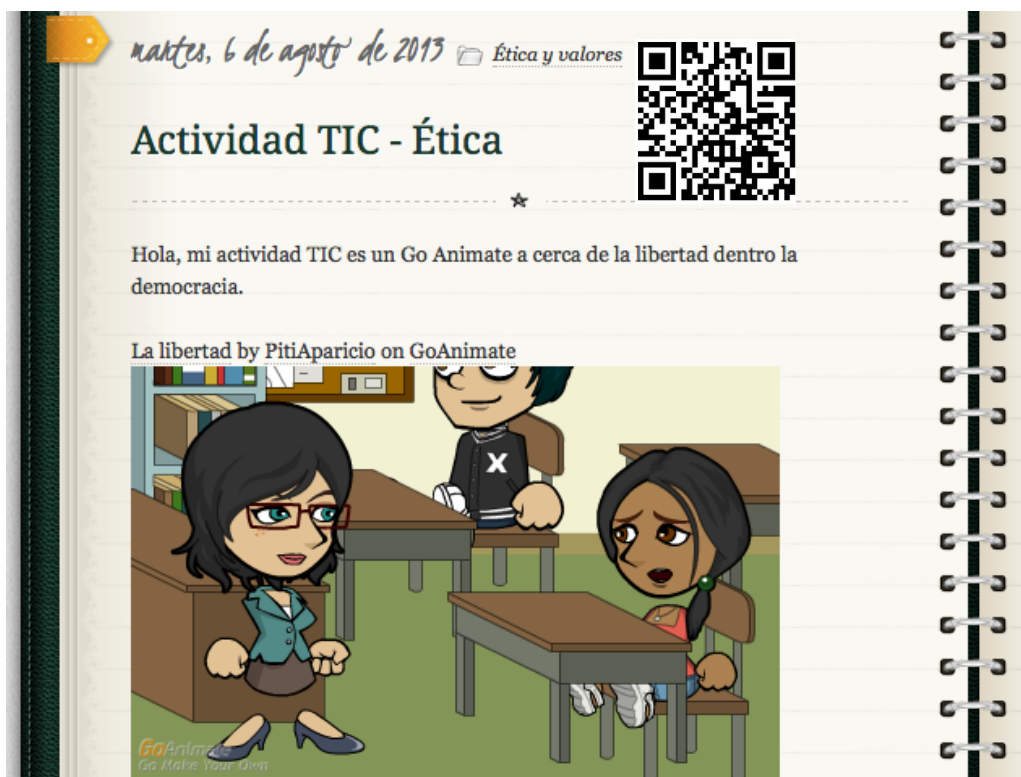 martes, 6 de agosto de 2013 Ética y valores
Actividad TIC - Ética
Hola, mi actividad TIC es un Go Animate a cerca de la libertad dentro la
democracia.
La libertad by PitiAparicio on GoAnimate
X
GoAnimate
Go Make Your Own